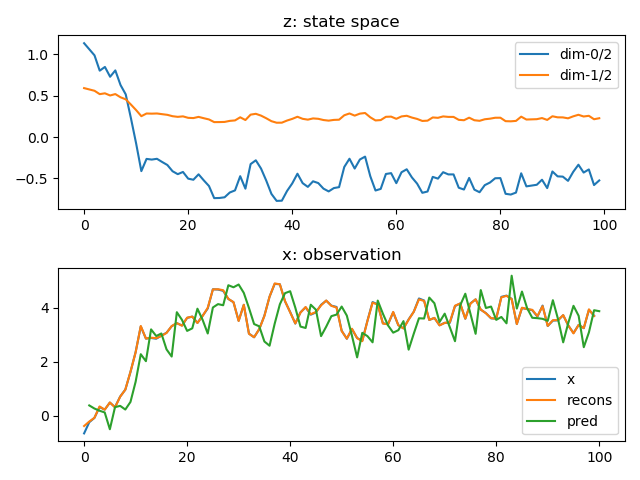 z: state space
1.0
0.5
0.0
−0.5
dim-0/2
dim-1/2
0 20 40 60 80 100
x: observation
4
2
0
x
recons
pred
0 20 40 60 80 100